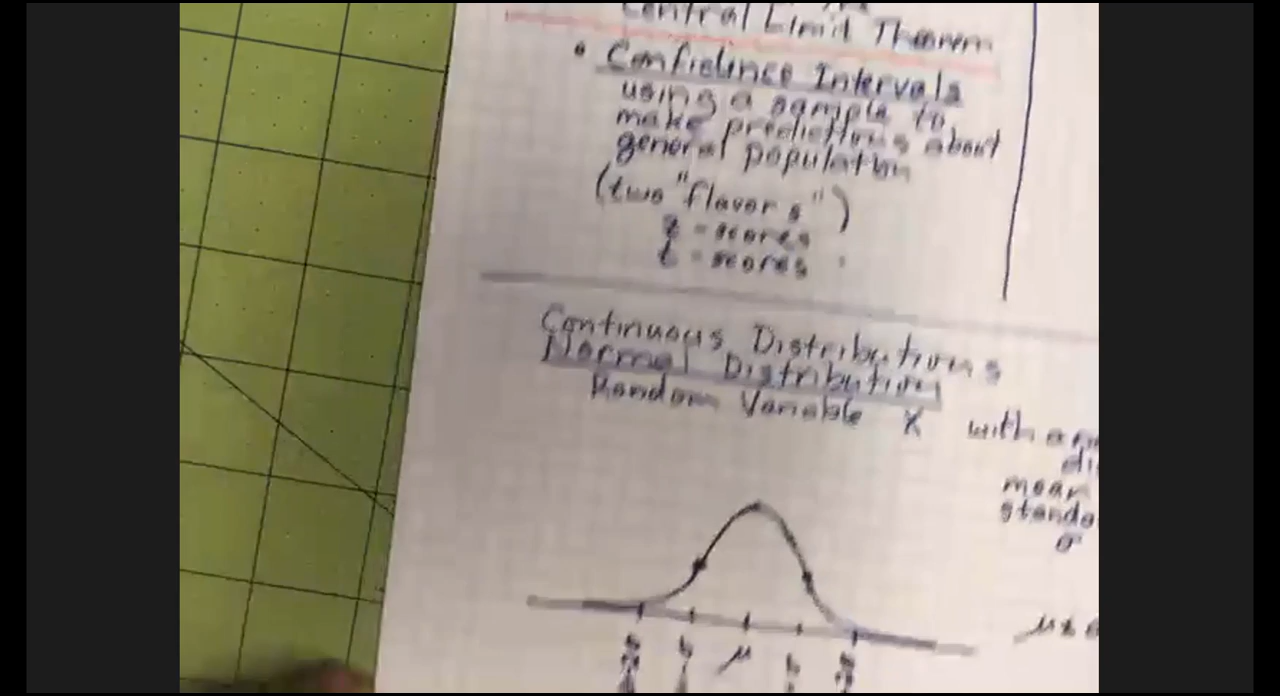 Central Limit Theorem
• Confidence Intervals
using a sample to
make predictions about
general population
(two "flavors")
z - scores
t - scores
Continuous Distributions
Normal Distribution
Random Variable X with a
mean
σ
μ